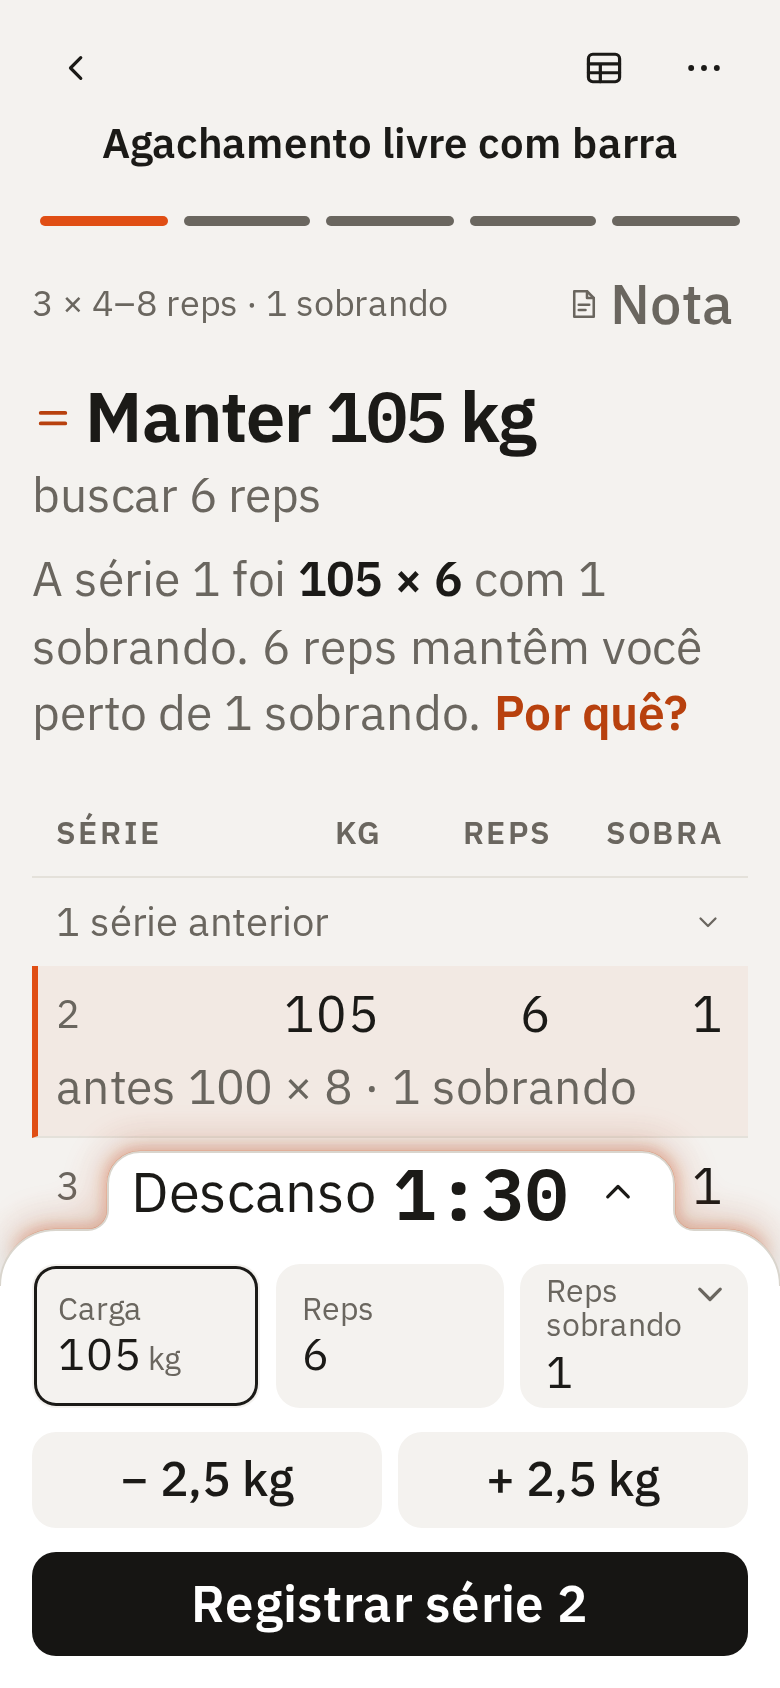 Agachamento livre com barra
3 × 4–8 reps · 1 sobrando
Nota
= Manter 105 kg
buscar 6 reps
A série 1 foi 105 × 6 com 1
sobrando. 6 reps mantêm você
perto de 1 sobrando. Por quê?
SÉRIE KG REPS SOBRA
1 série anterior
2 105 6 1
antes 100 × 8 · 1 sobrando
3 1
Descanso 1:30
Carga
105 kg
Reps
6
Reps
sobrando
1
− 2,5 kg
+ 2,5 kg
Registrar série 2